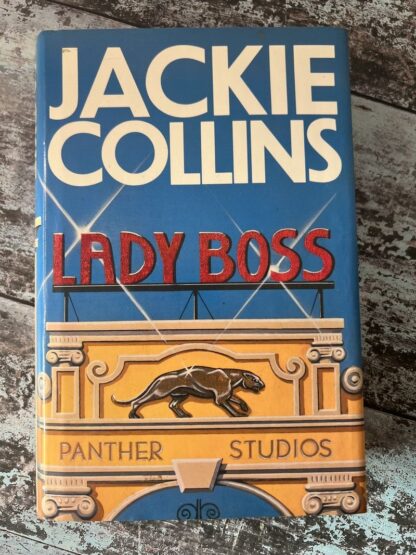 JACKIE
COLLINS
LADY BOSS
PANTHER STUDIOS